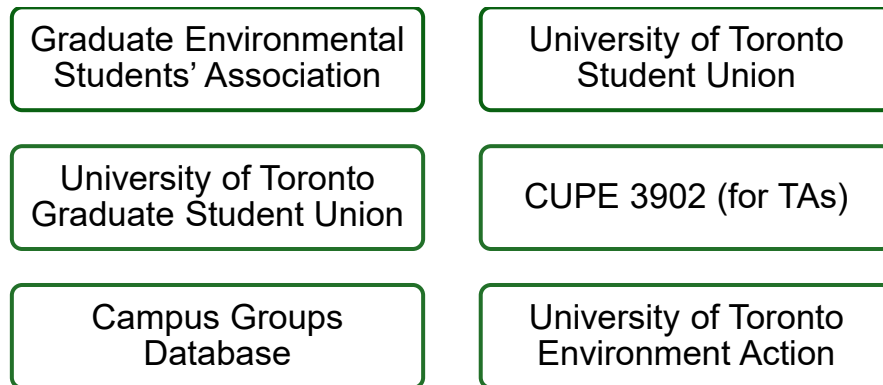 Graduate Environmental
Students’ Association
University of Toronto
Student Union
University of Toronto
Graduate Student Union
CUPE 3902 (for TAs)
Campus Groups
Database
University of Toronto
Environment Action